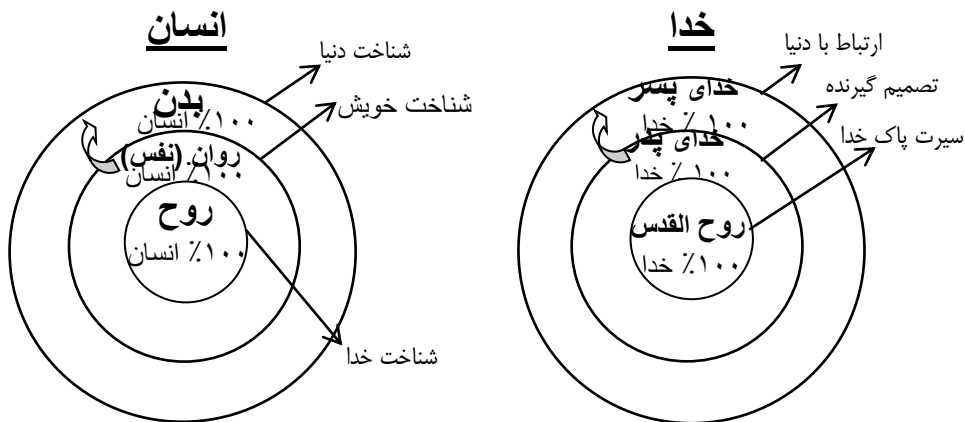 انسان
شناخت دنیا
شناخت خویش
بدن
۱۰۰٪ انسان
روان (نفس)
۱۰۰٪ انسان
روح
۱۰۰٪ انسان
شناخت خدا
خدا
ارتباط با دنیا
تصمیم گیرنده
سیرت پاک خدا
خدای پسر
۱۰۰٪ خدا
خدای پدر
۱۰۰٪ خدا
روح القدس
۱۰۰٪ خدا